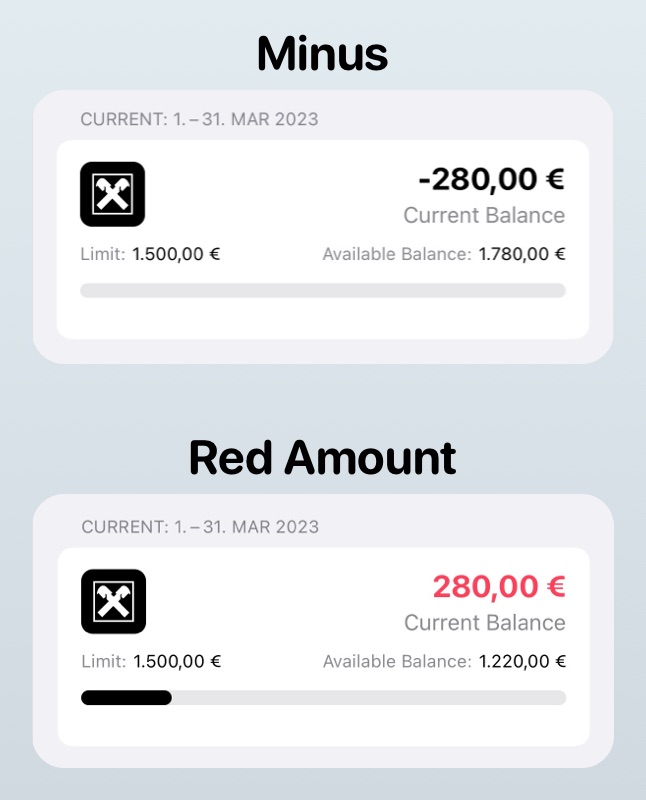 Minus
CURRENT: 1. – 31. MAR 2023
-280,00 €
Current Balance
Limit: 1.500,00 € Available Balance: 1.780,00 €
Red Amount
CURRENT: 1. – 31. MAR 2023
280,00 €
Current Balance
Limit: 1.500,00 € Available Balance: 1.220,00 €